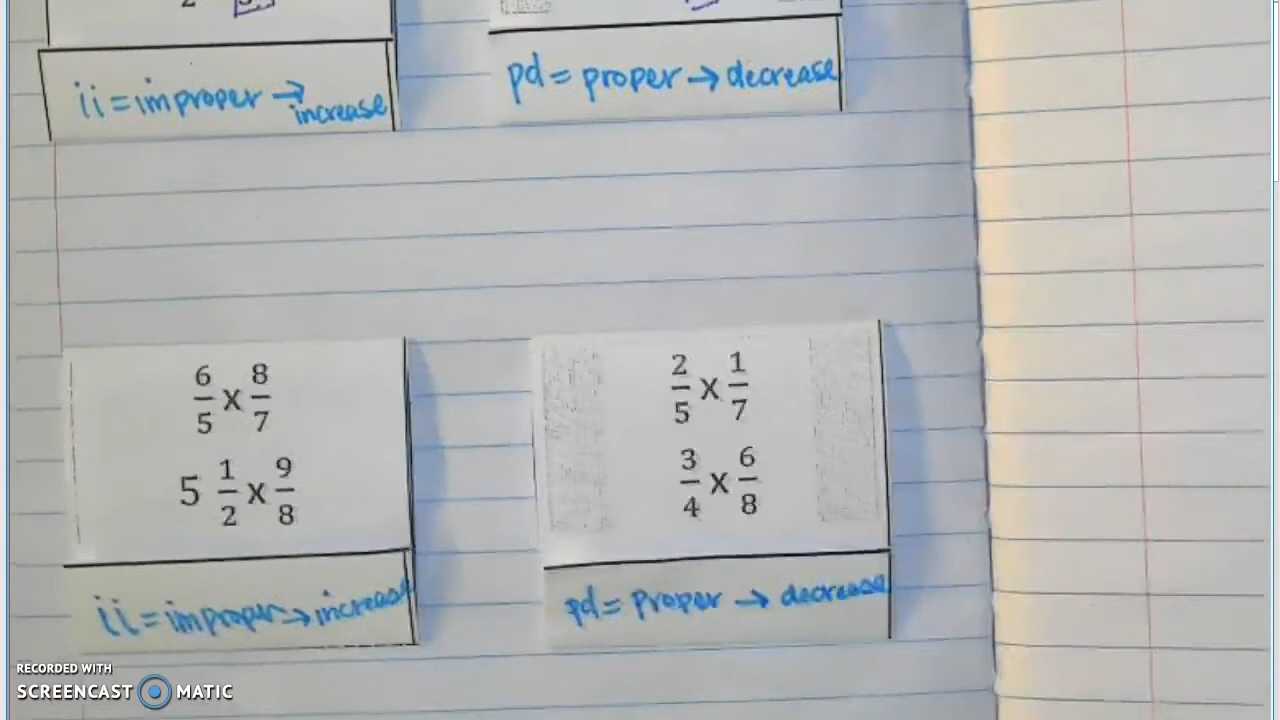 ii = improper →
increase
pd = proper → decrease
6/5 x 8/7
5 1/2 x 9/8
ii = improper → increase
2/5 x 1/7
3/4 x 6/8
pd = proper → decrease
RECORDED WITH
SCREENCAST MATIC